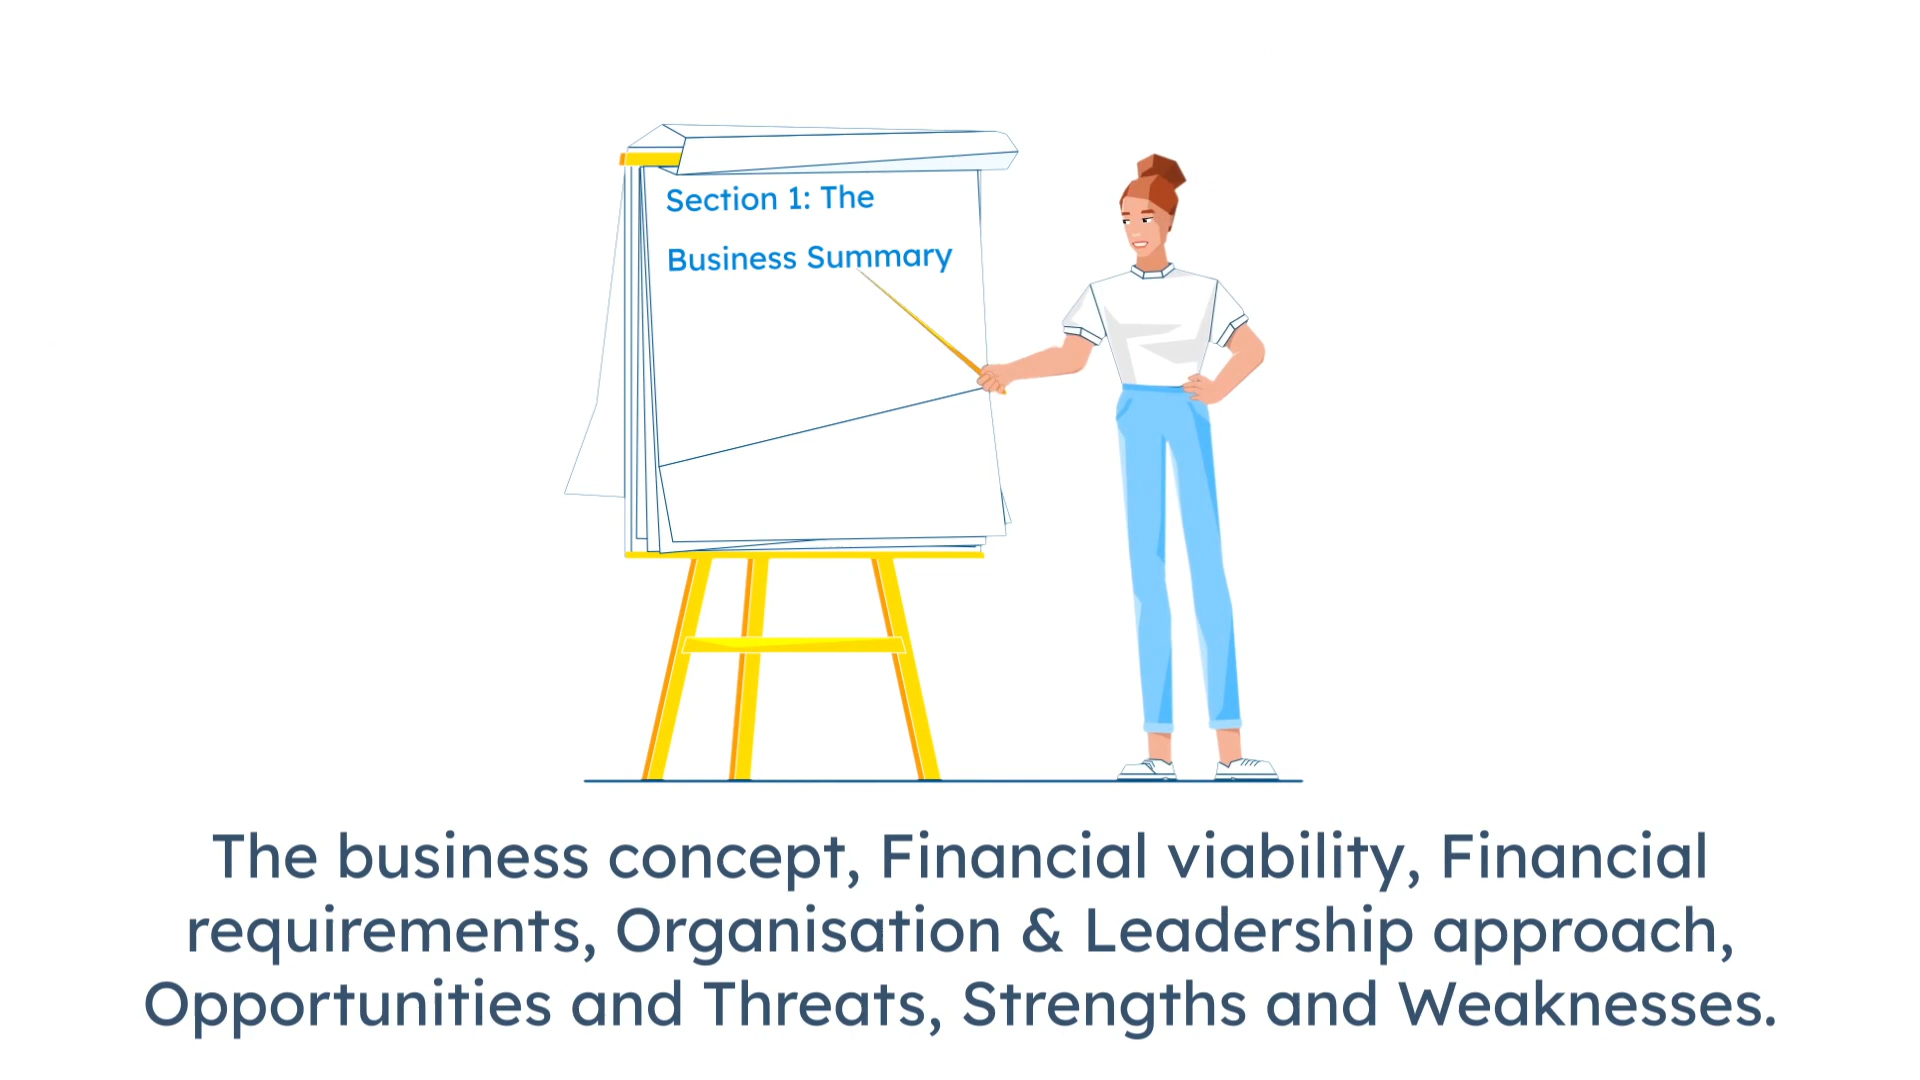 Section 1: The
Business Summary
The business concept, Financial viability, Financial
requirements, Organisation & Leadership approach,
Opportunities and Threats, Strengths and Weaknesses.